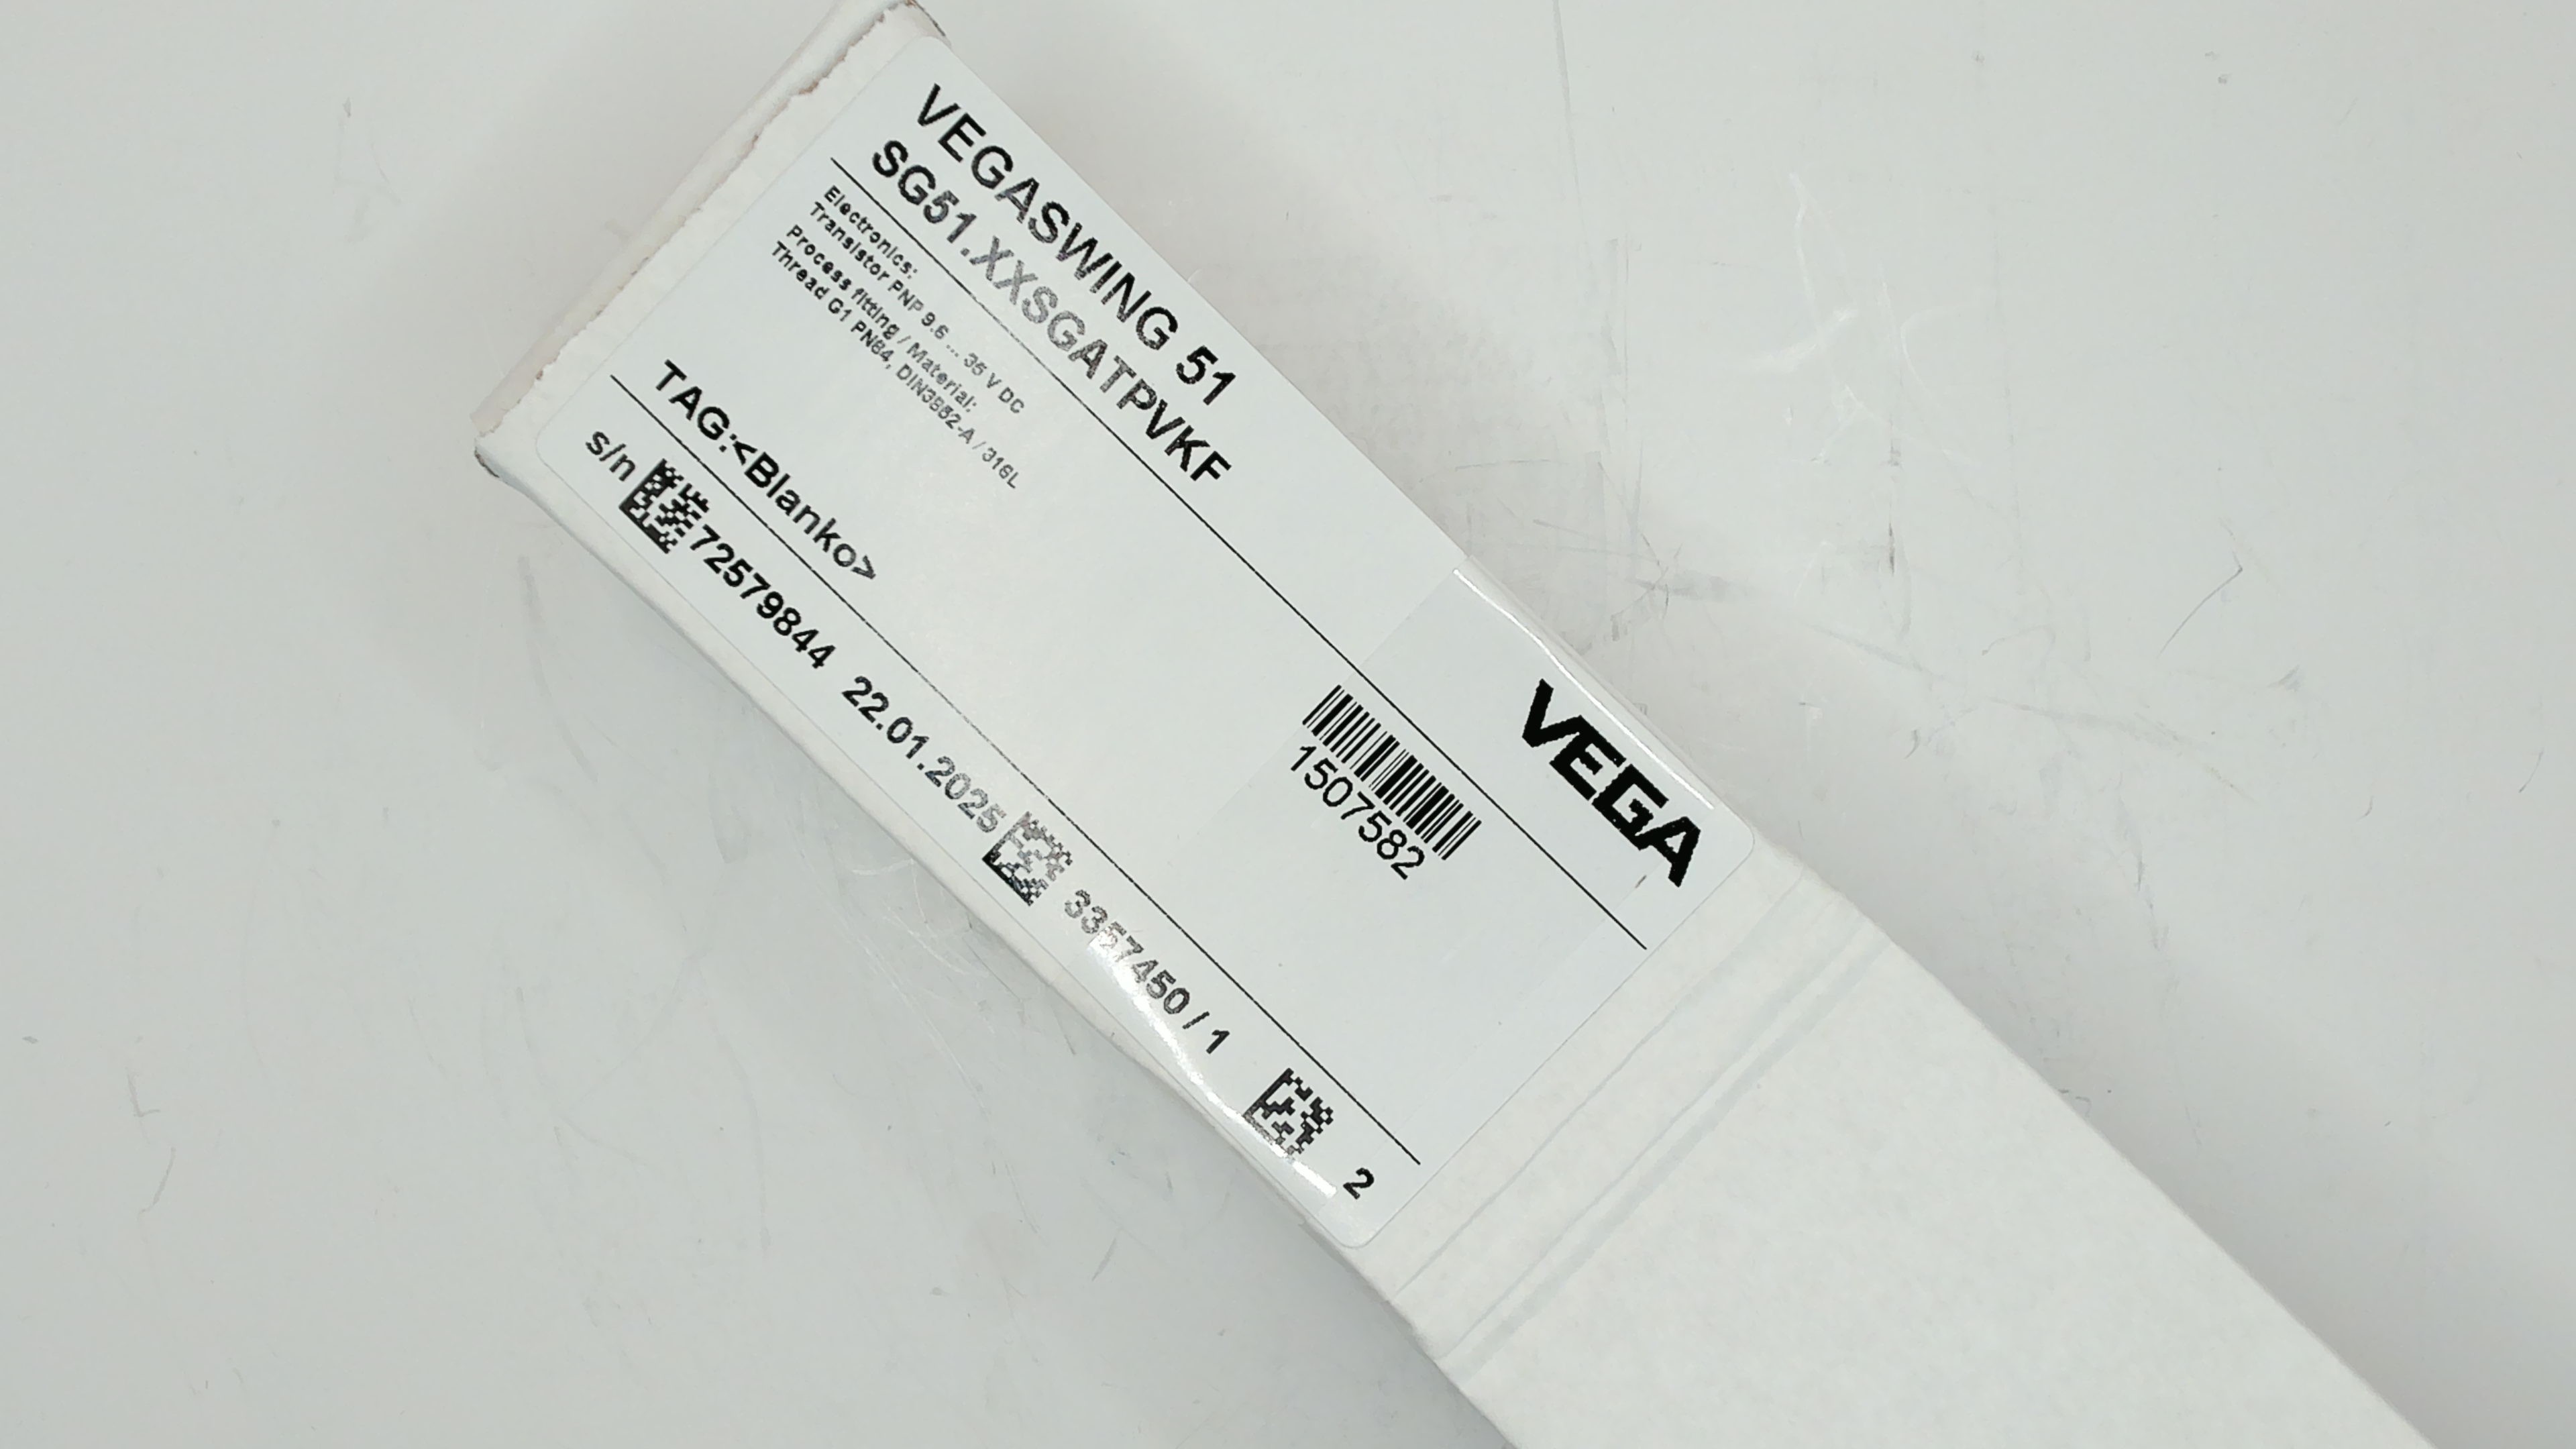 VEGASWING 51
SG51.XXSGATPVKF
VEGA
Electronics:
Transistor PNP 9.6 ... 35 V DC
Process fitting / Material:
Thread G1 PN64, DIN3852-A / 316L
1507582
TAG:<Blanko>
s/n 72579844 22.01.2025 3357450 / 1 2